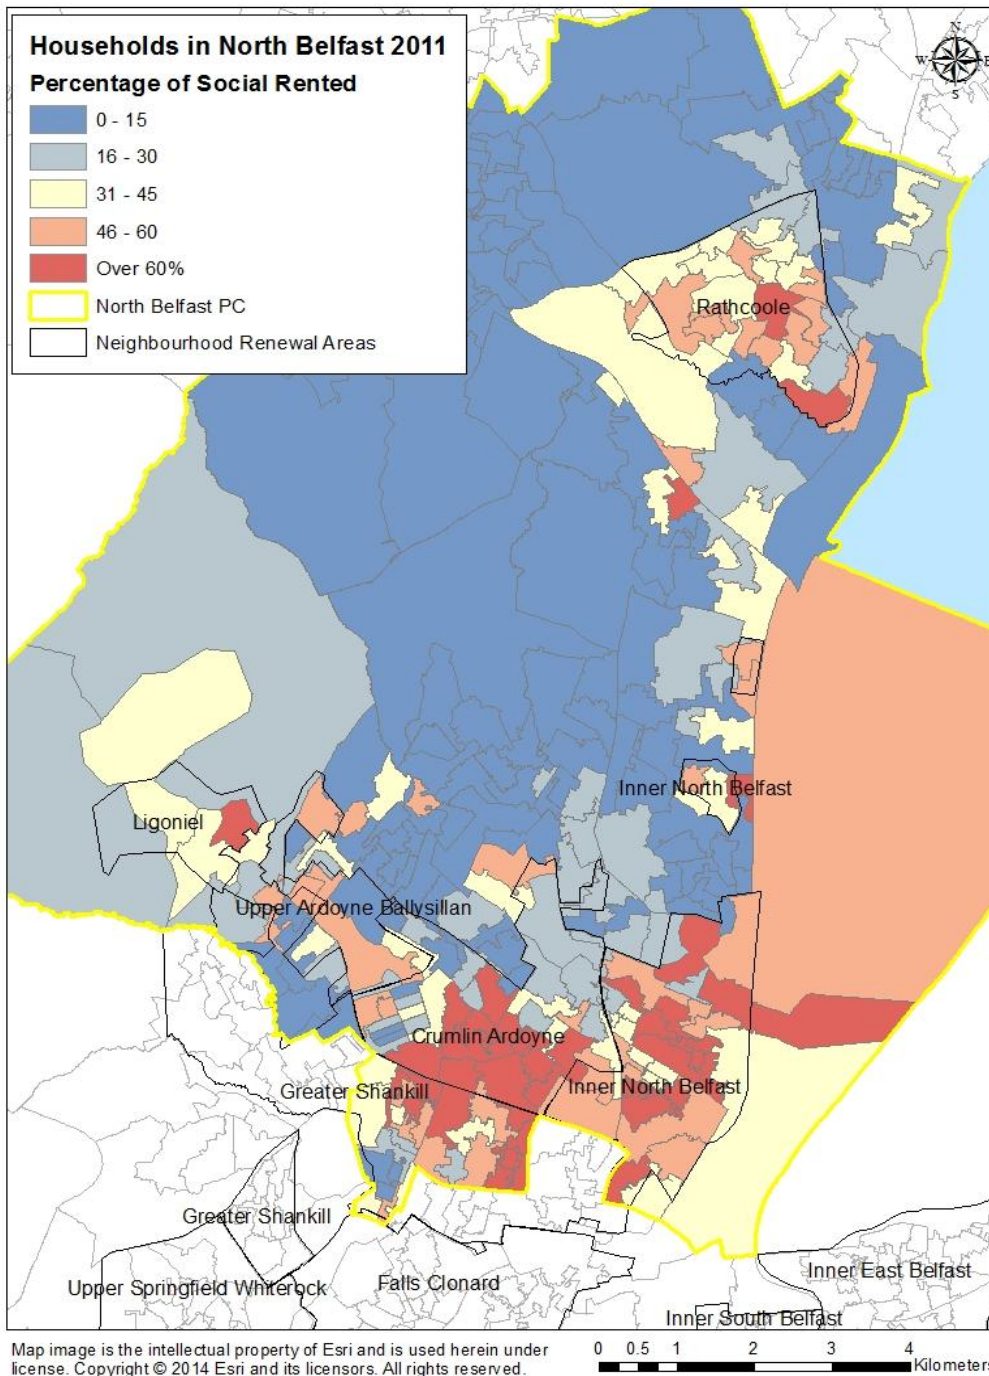 Households in North Belfast 2011
Percentage of Social Rented
0 - 15
16 - 30
31 - 45
46 - 60
Over 60%
North Belfast PC
Neighbourhood Renewal Areas
N
W E
S
Rathcoole
Inner North Belfast
Ligoniel
Upper Ardoyne Ballysillan
Crumlin Ardoyne
Greater Shankill
Inner North Belfast
Greater Shankill
Upper Springfield Whiterock
Falls Clonard
Inner East Belfast
Inner South Belfast
Map image is the intellectual property of Esri and is used herein under
license. Copyright © 2014 Esri and its licensors. All rights reserved.
0 0.5 1 2 3 4
Kilometers